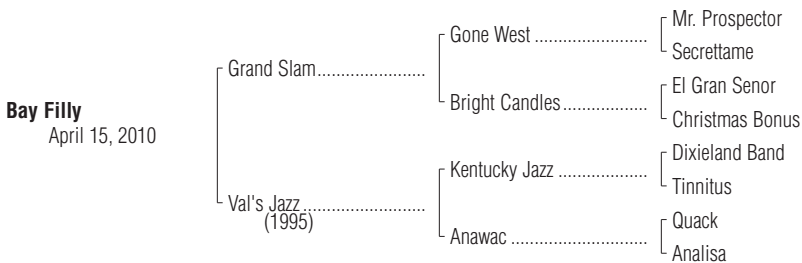 Mr. Prospector
Gone West
Secrettame
Grand Slam
El Gran Senor
Bright Candles
Christmas Bonus
Bay Filly
April 15, 2010
Dixieland Band
Kentucky Jazz
Tinnitus
Val's Jazz
(1995)
Quack
Anawac
Analisa